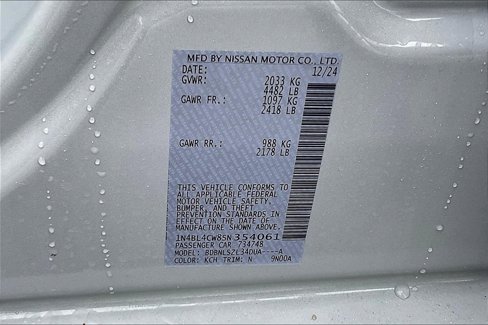 MFD BY NISSAN MOTOR CO., LTD.
DATE: 12/24
GVWR: 2033 KG
4482 LB
GAWR FR.: 1097 KG
2418 LB
GAWR RR.: 988 KG
2178 LB
THIS VEHICLE CONFORMS TO
ALL APPLICABLE FEDERAL
MOTOR VEHICLE SAFETY,
BUMPER, AND THEFT
PREVENTION STANDARDS IN
EFFECT ON THE DATE OF
MANUFACTURE SHOWN ABOVE.
1N4BL4CW8SN354061
PASSENGER CAR 734748
MODEL: BDBNLSZL34DUA----A
COLOR: KCH TRIM: N 9N00A